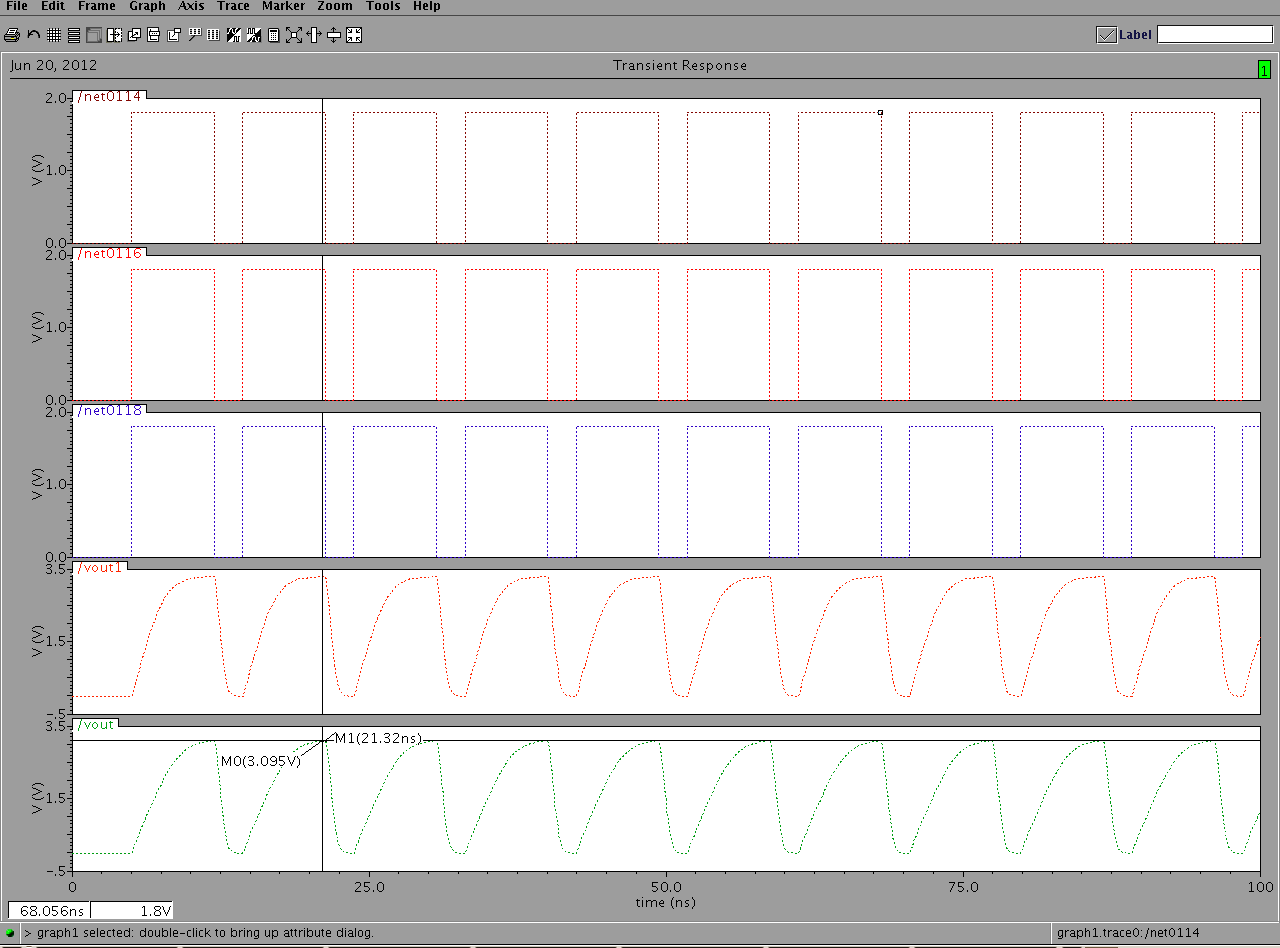 File Edit Frame Graph Axis Trace Marker Zoom Tools Help
Label
Jun 20, 2012 Transient Response 1
/net0114
2.0
V (V) 1.0
0.0
/net0116
2.0
V (V) 1.0
0.0
/net0118
2.0
V (V) 1.0
0.0
/vout1
3.5
V (V) 1.5
-.5
/vout
3.5
M1(21.32ns)
M0(3.095V)
V (V) 1.5
-.5
0 25.0 50.0 75.0 100
time (ns)
68.056ns 1.8V
> graph1 selected: double-click to bring up attribute dialog. graph1.trace0:/net0114